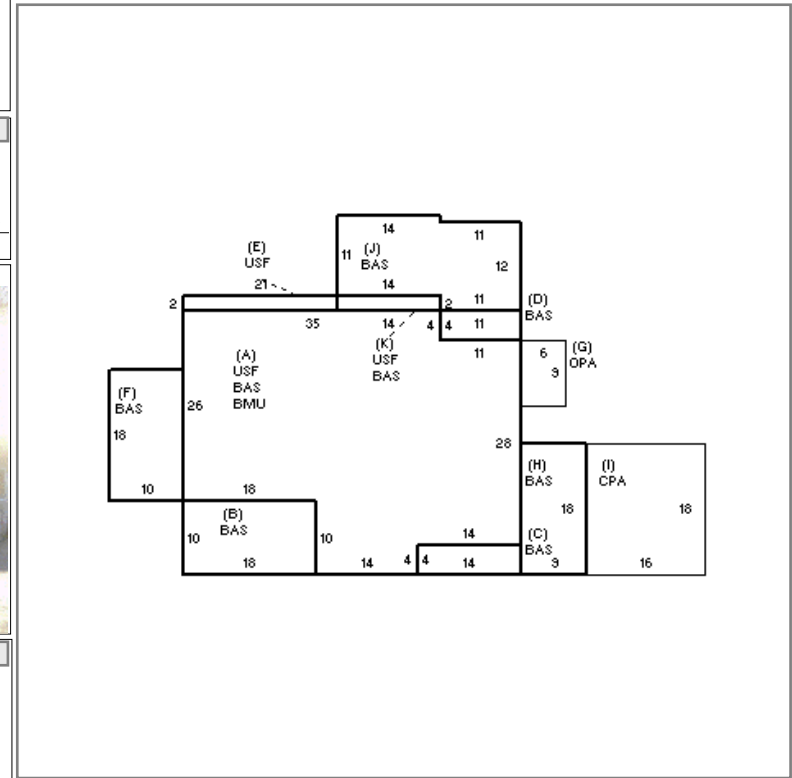 14
11
(E)
USF
11
(J)
BAS
12
21
14
2
2
11
(D)
BAS
35
14
4
4
11
(K)
USF
BAS
11
6
9
(G)
OPA
(A)
USF
BAS
BMU
(F)
BAS
26
18
28
(H)
BAS
(I)
CPA
10
18
18
18
(B)
BAS
10
10
14
(C)
BAS
18
14
4
4
14
9
16